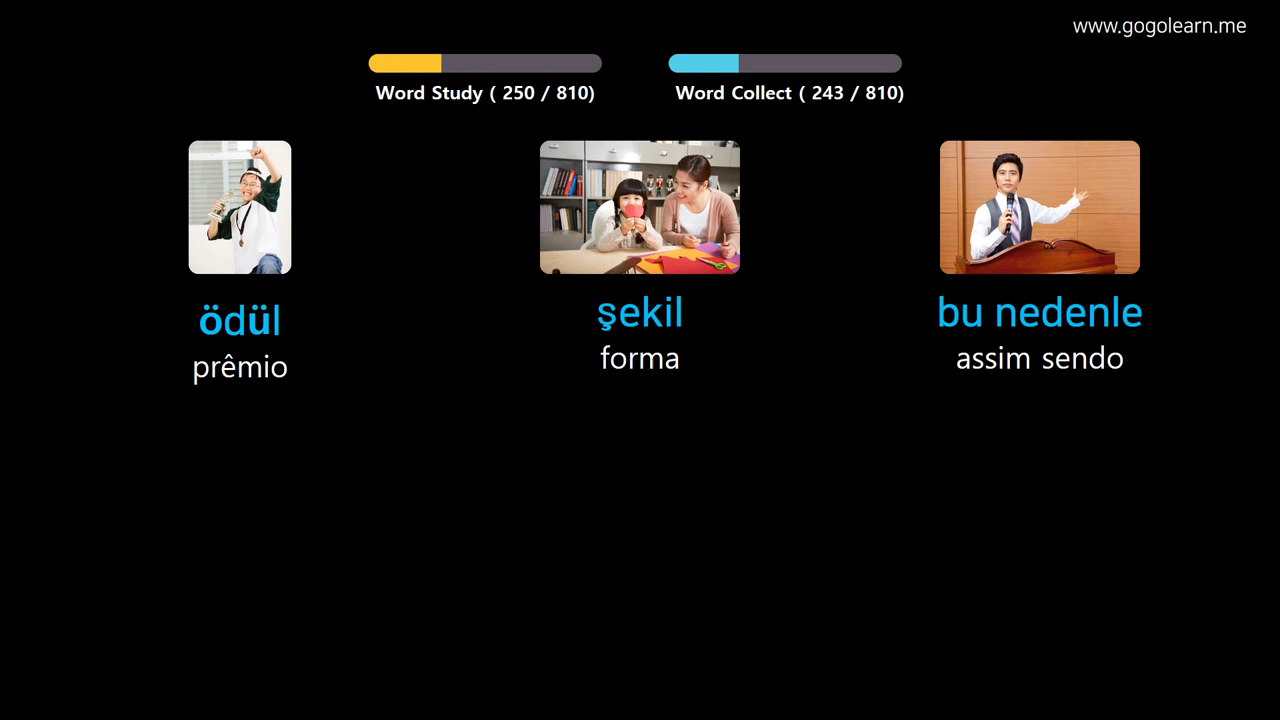 www.gogolearn.me
Word Study ( 250 / 810)
Word Collect ( 243 / 810)
ödül
prêmio
şekil
forma
bu nedenle
assim sendo